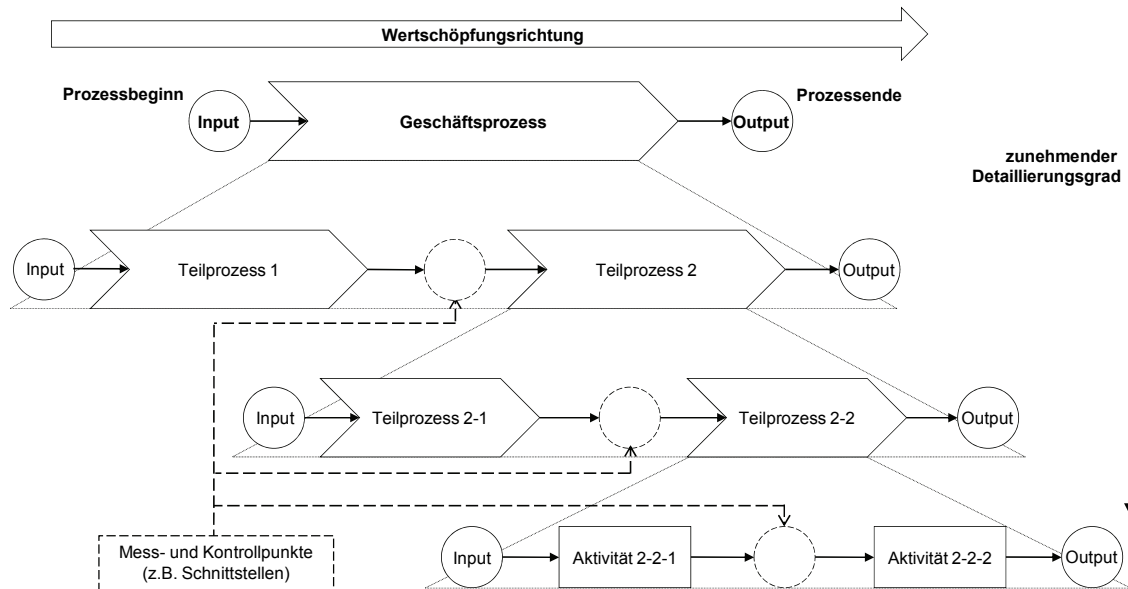 Wertschöpfungsrichtung
Prozessbeginn
Input
Geschäftsprozess
Output
Prozessende
zunehmender
Detaillierungsgrad
Input
Teilprozess 1
Teilprozess 2
Output
Input
Teilprozess 2-1
Teilprozess 2-2
Output
Mess- und Kontrollpunkte
(z.B. Schnittstellen)
Input
Aktivität 2-2-1
Aktivität 2-2-2
Output